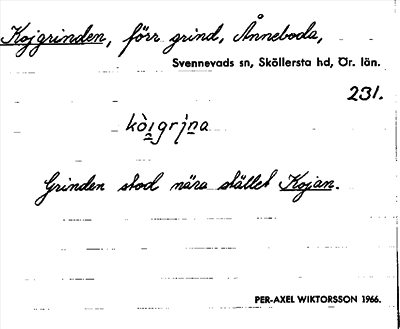 Kojgrinden, förr grind, Ånneboda,
Svennevads sn, Sköllersta hd, Ör. län.
231.
kòıgrịna
Grinden stod nära stället Kojan.
PER-AXEL WIKTORSSON 1966.